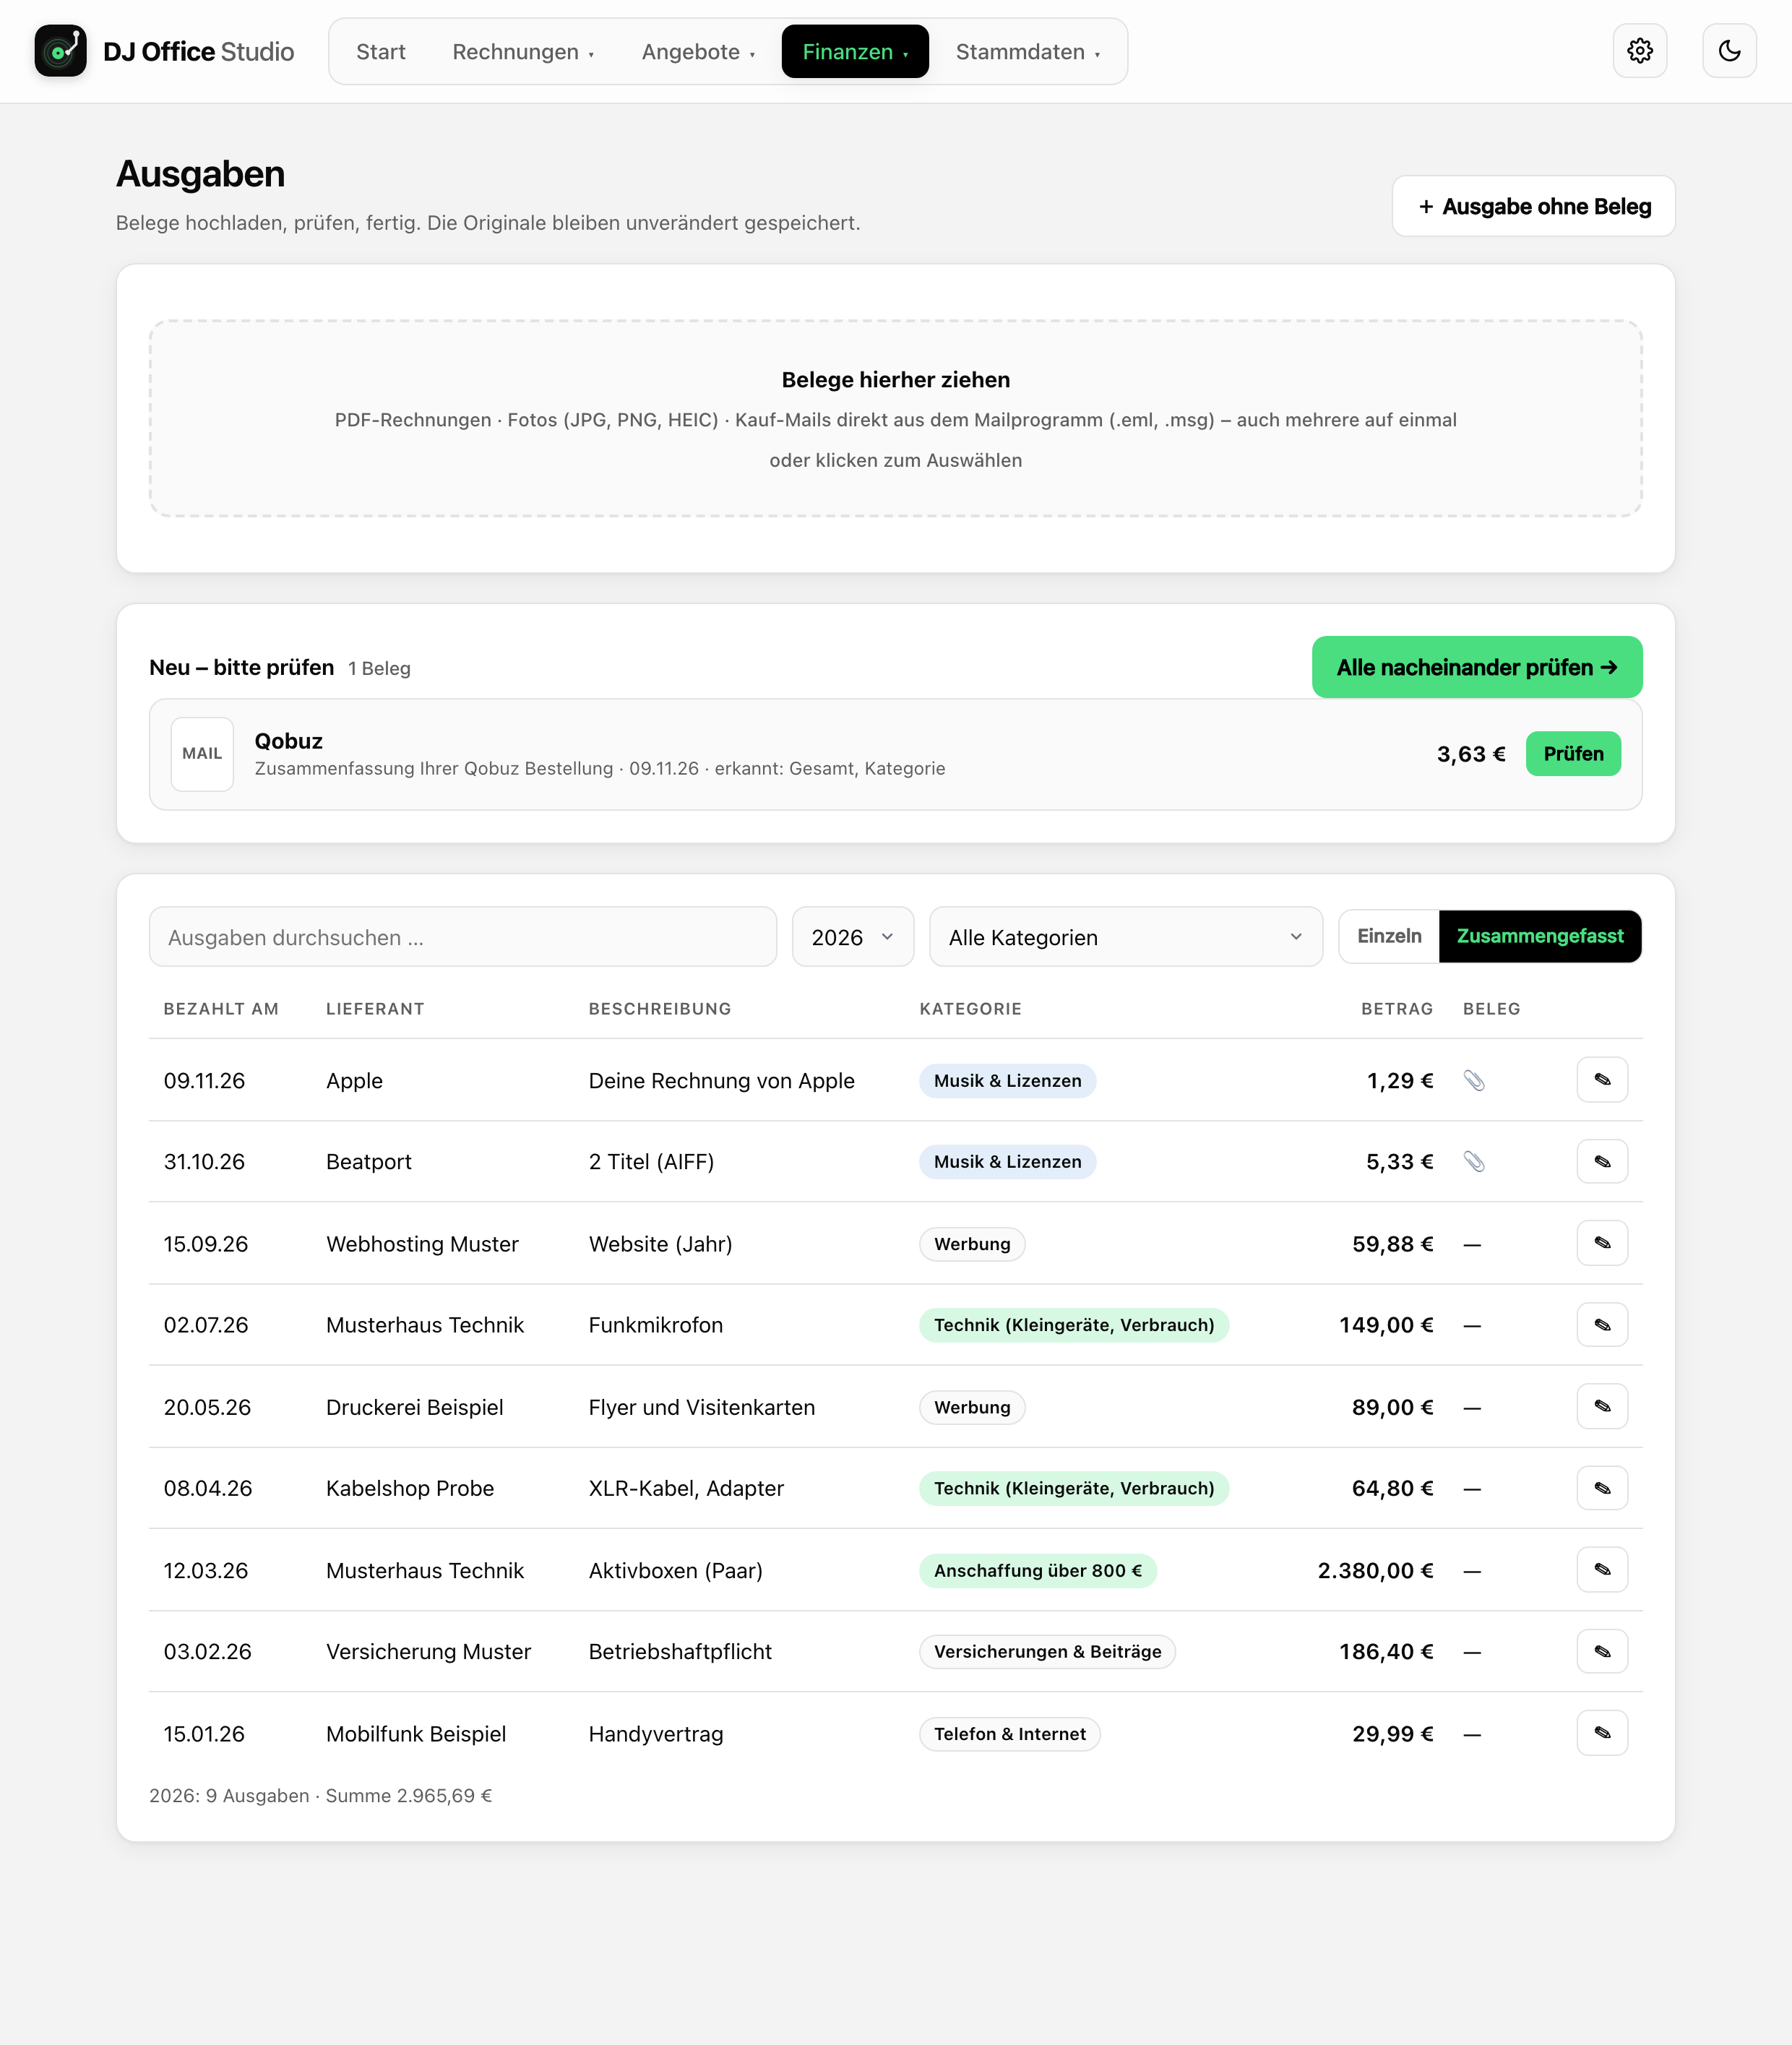 DJ Office Studio Start Rechnungen Angebote Finanzen Stammdaten
Ausgaben
Belege hochladen, prüfen, fertig. Die Originale bleiben unverändert gespeichert.
+ Ausgabe ohne Beleg
Belege hierher ziehen
PDF-Rechnungen · Fotos (JPG, PNG, HEIC) · Kauf-Mails direkt aus dem Mailprogramm (.eml, .msg) – auch mehrere auf einmal
oder klicken zum Auswählen
Neu – bitte prüfen 1 Beleg Alle nacheinander prüfen →
MAIL
Qobuz
Zusammenfassung Ihrer Qobuz Bestellung · 09.11.26 · erkannt: Gesamt, Kategorie
3,63 € Prüfen
Ausgaben durchsuchen ... 2026 Alle Kategorien Einzeln Zusammengefasst
BEZAHLT AM LIEFERANT BESCHREIBUNG KATEGORIE BETRAG BELEG
09.11.26 Apple Deine Rechnung von Apple Musik & Lizenzen 1,29 €
31.10.26 Beatport 2 Titel (AIFF) Musik & Lizenzen 5,33 €
15.09.26 Webhosting Muster Website (Jahr) Werbung 59,88 € —
02.07.26 Musterhaus Technik Funkmikrofon Technik (Kleingeräte, Verbrauch) 149,00 € —
20.05.26 Druckerei Beispiel Flyer und Visitenkarten Werbung 89,00 € —
08.04.26 Kabelshop Probe XLR-Kabel, Adapter Technik (Kleingeräte, Verbrauch) 64,80 € —
12.03.26 Musterhaus Technik Aktivboxen (Paar) Anschaffung über 800 € 2.380,00 € —
03.02.26 Versicherung Muster Betriebshaftpflicht Versicherungen & Beiträge 186,40 € —
15.01.26 Mobilfunk Beispiel Handyvertrag Telefon & Internet 29,99 € —
2026: 9 Ausgaben · Summe 2.965,69 €